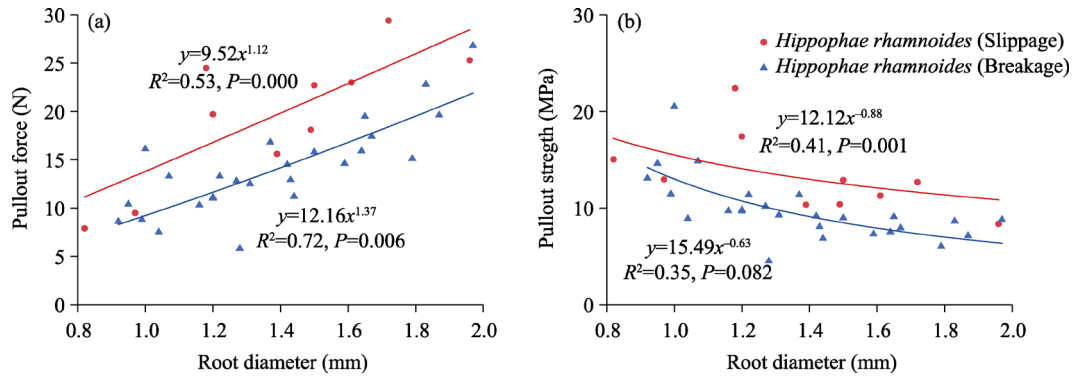 (a)
y=9.52x^1.12
R²=0.53, P=0.000
y=12.16x^1.37
R²=0.72, P=0.006
30
25
20
15
10
5
0
0.8 1.0 1.2 1.4 1.6 1.8 2.0
Pullout force (N)
Root diameter (mm)
(b)
Hippophae rhamnoides (Slippage)
Hippophae rhamnoides (Breakage)
y=12.12x^−0.88
R²=0.41, P=0.001
y=15.49x^−0.63
R²=0.35, P=0.082
30
20
10
0
0.8 1.0 1.2 1.4 1.6 1.8 2.0
Pullout stregth (MPa)
Root diameter (mm)